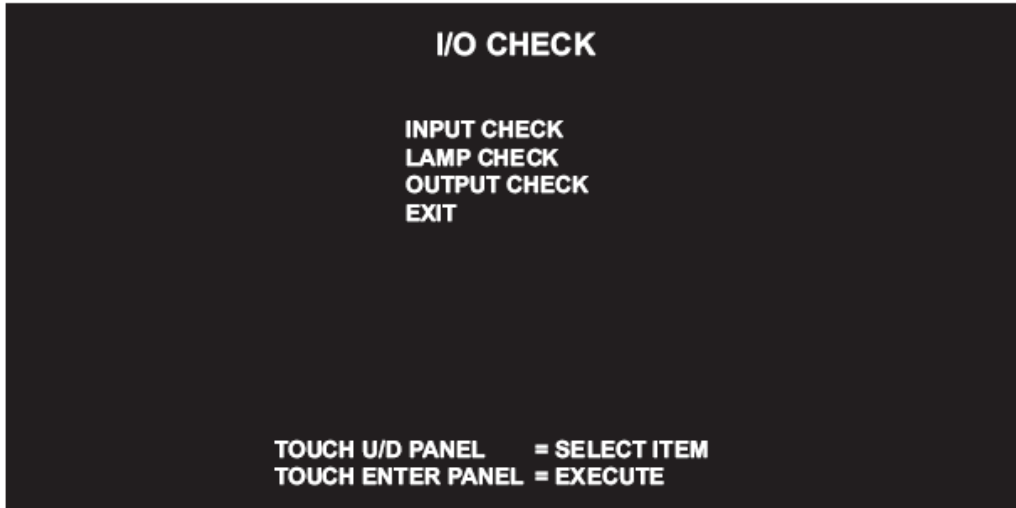 I/O CHECK
INPUT CHECK
LAMP CHECK
OUTPUT CHECK
EXIT
TOUCH U/D PANEL = SELECT ITEM
TOUCH ENTER PANEL = EXECUTE